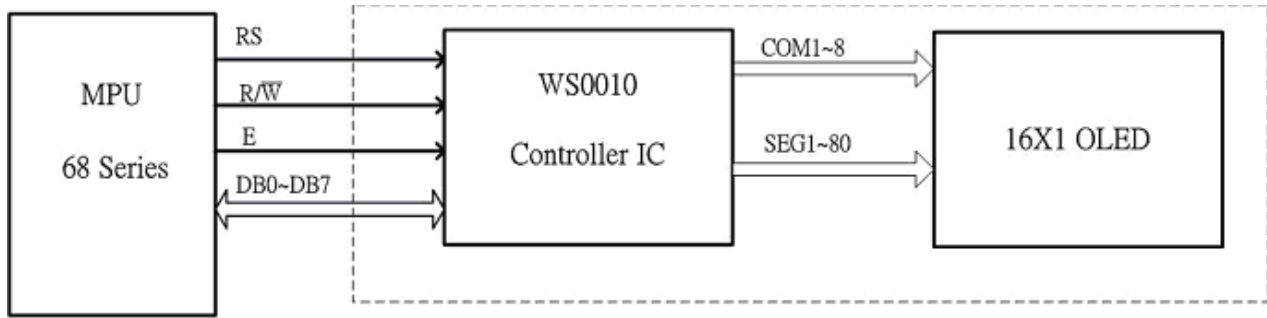 MPU
68 Series
RS
R/W̅
E
DB0~DB7
WS0010
Controller IC
COM1~8
SEG1~80
16X1 OLED